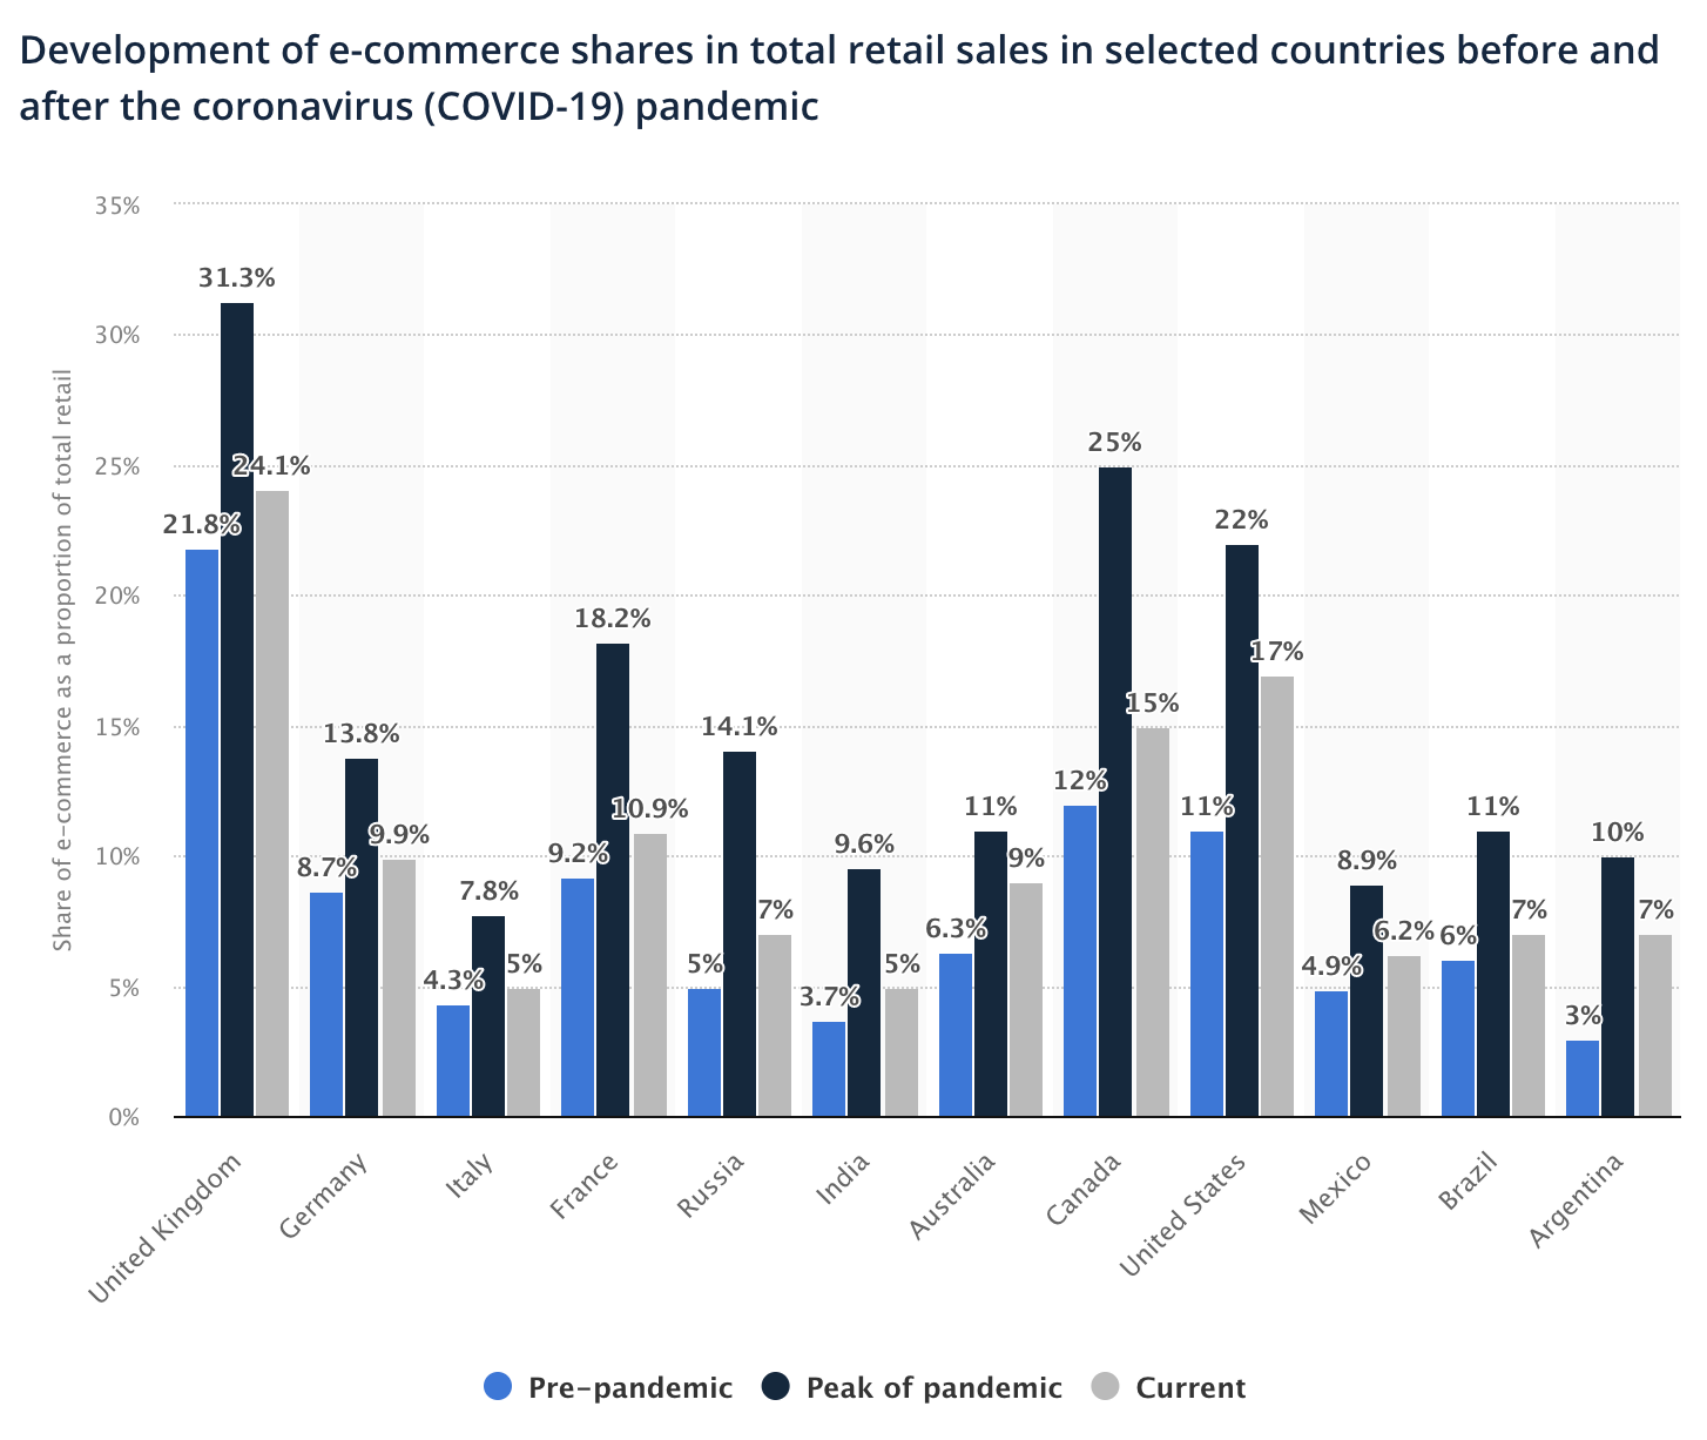 Development of e-commerce shares in total retail sales in selected countries before and
after the coronavirus (COVID-19) pandemic
Share of e-commerce as a proportion of total retail
35%
30%
25%
20%
15%
10%
5%
0%
21.8%
31.3%
24.1%
8.7%
13.8%
9.9%
4.3%
7.8%
5%
9.2%
18.2%
10.9%
5%
14.1%
7%
3.7%
9.6%
5%
6.3%
11%
9%
12%
25%
15%
11%
22%
17%
4.9%
8.9%
6.2%
6%
11%
7%
3%
10%
7%
United Kingdom
Germany
Italy
France
Russia
India
Australia
Canada
United States
Mexico
Brazil
Argentina
Pre-pandemic
Peak of pandemic
Current